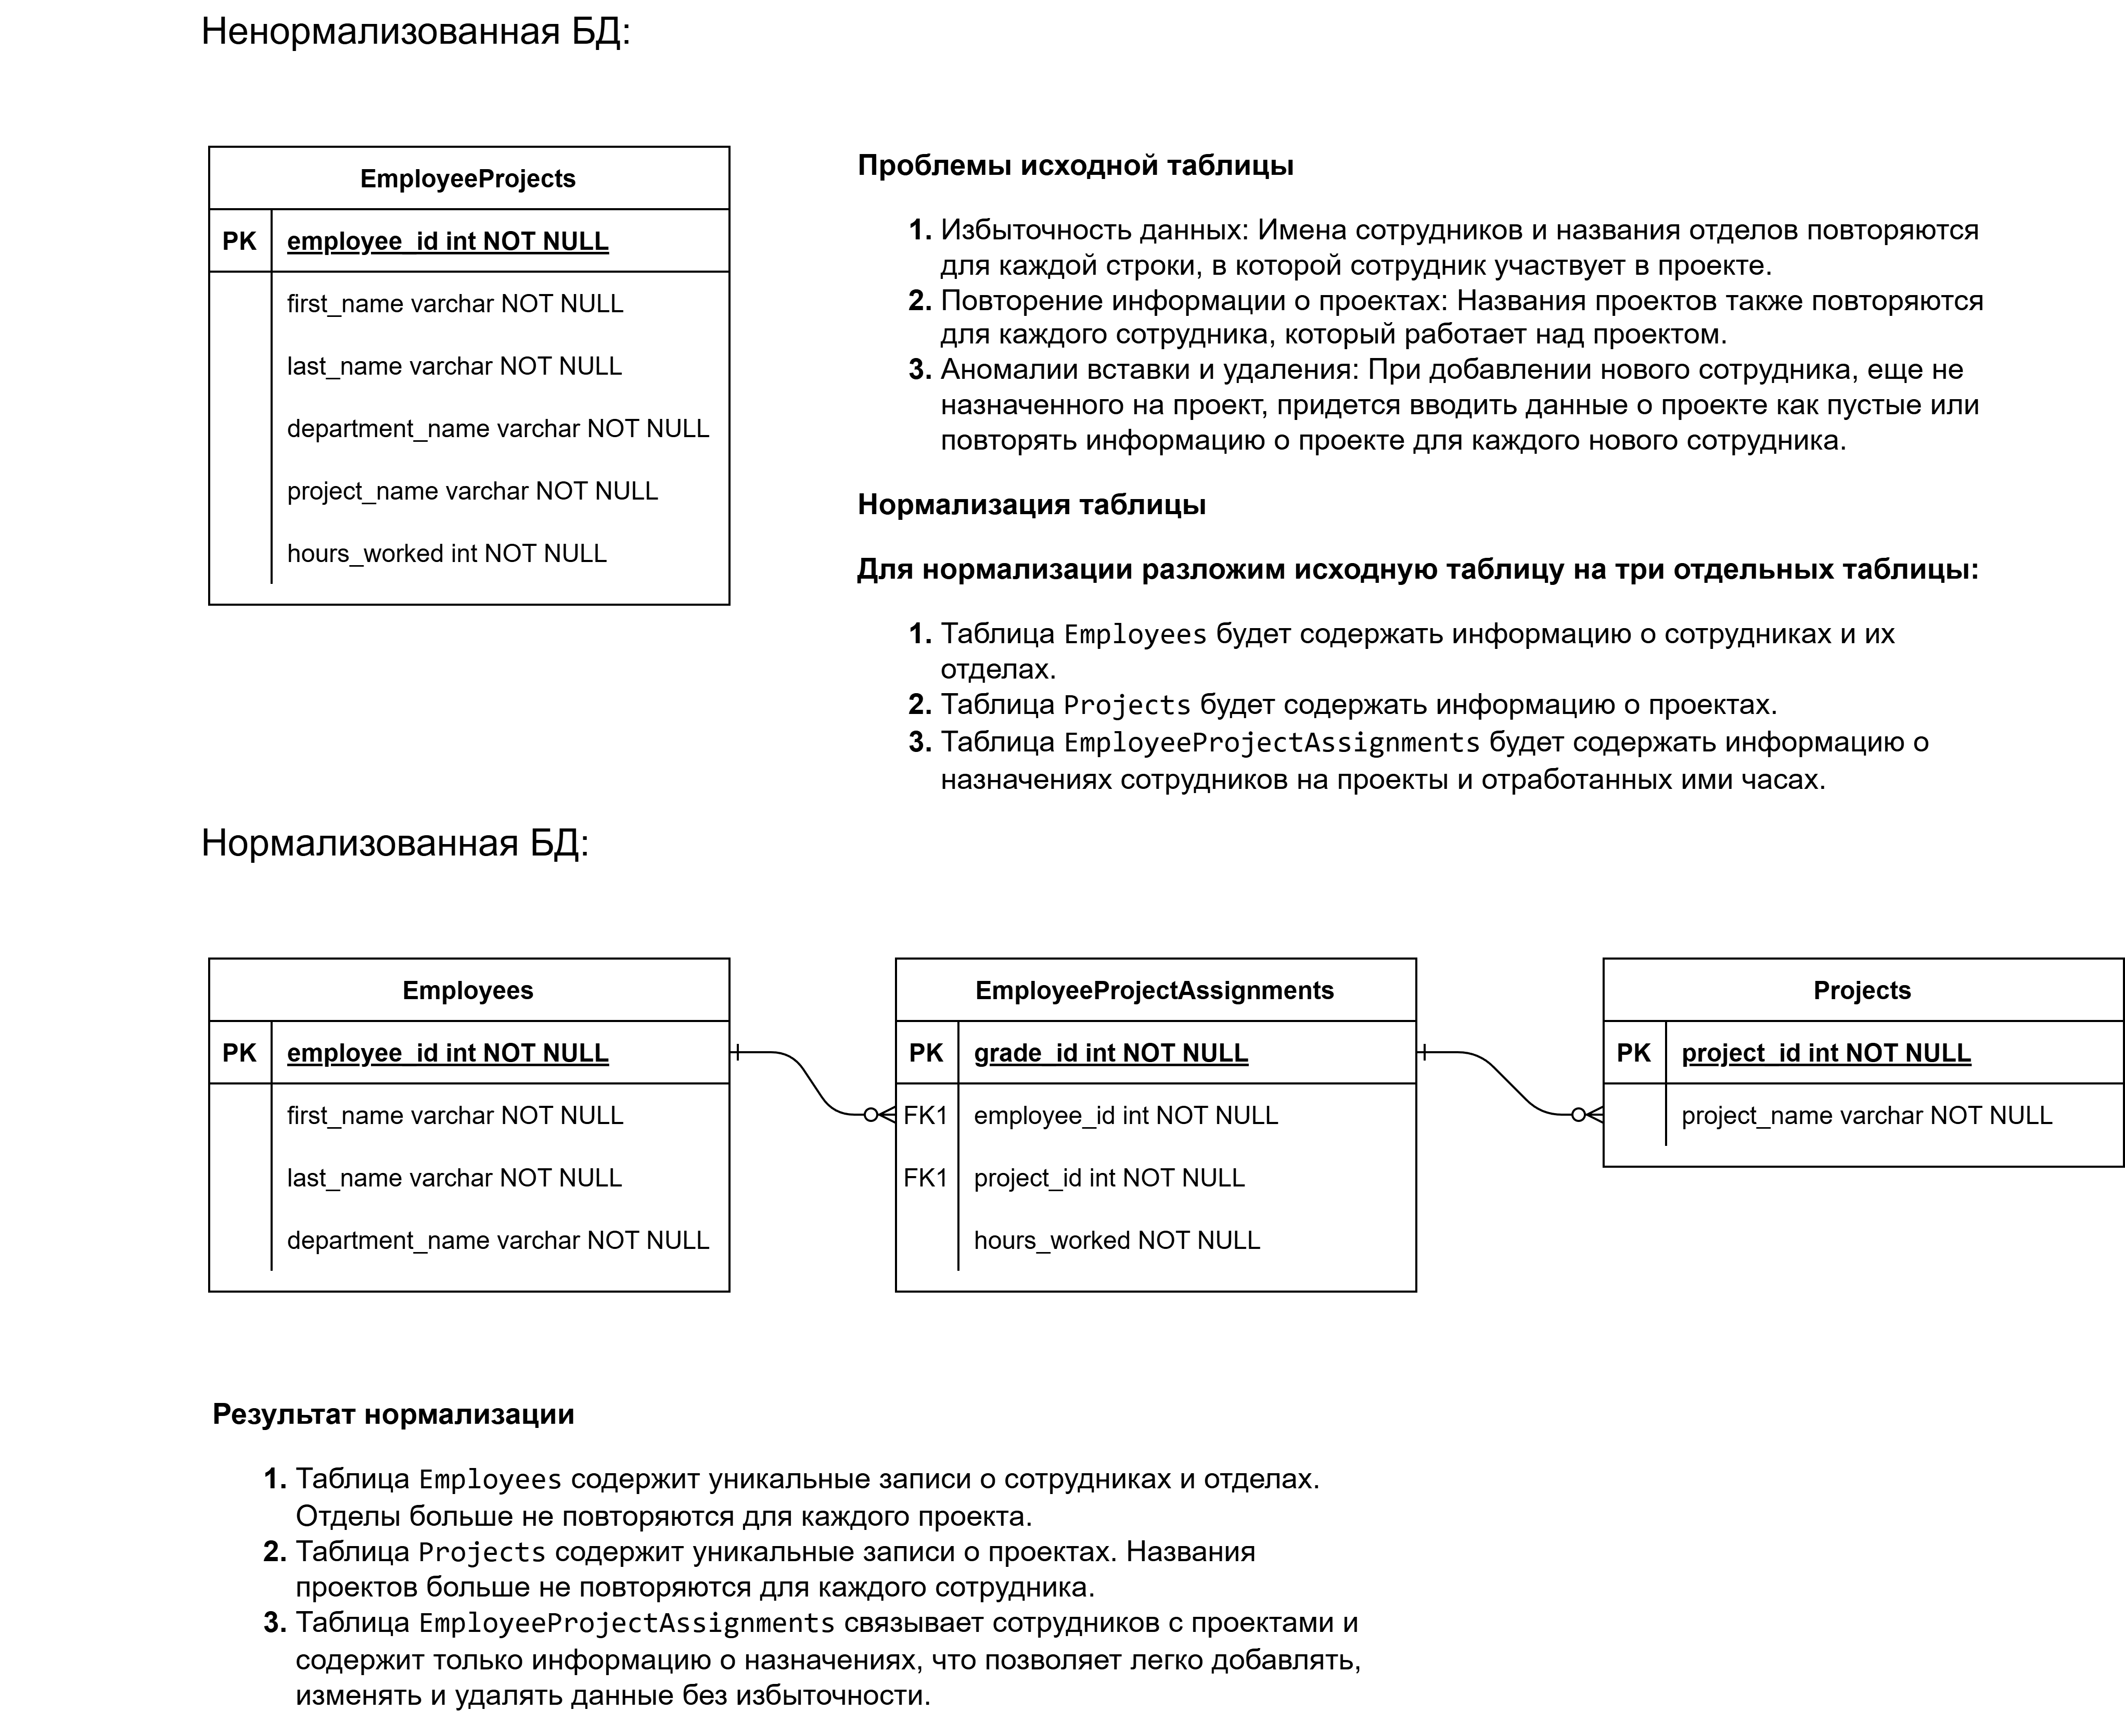 Ненормализованная БД:
EmployeeProjects
PK employee_id int NOT NULL
first_name varchar NOT NULL
last_name varchar NOT NULL
department_name varchar NOT NULL
project_name varchar NOT NULL
hours_worked int NOT NULL
Проблемы исходной таблицы
1. Избыточность данных: Имена сотрудников и названия отделов повторяются
для каждой строки, в которой сотрудник участвует в проекте.
2. Повторение информации о проектах: Названия проектов также повторяются
для каждого сотрудника, который работает над проектом.
3. Аномалии вставки и удаления: При добавлении нового сотрудника, еще не
назначенного на проект, придется вводить данные о проекте как пустые или
повторять информацию о проекте для каждого нового сотрудника.
Нормализация таблицы
Для нормализации разложим исходную таблицу на три отдельных таблицы:
1. Таблица Employees будет содержать информацию о сотрудниках и их
отделах.
2. Таблица Projects будет содержать информацию о проектах.
3. Таблица EmployeeProjectAssignments будет содержать информацию о
назначениях сотрудников на проекты и отработанных ими часах.
Нормализованная БД:
Employees
PK employee_id int NOT NULL
first_name varchar NOT NULL
last_name varchar NOT NULL
department_name varchar NOT NULL
EmployeeProjectAssignments
PK grade_id int NOT NULL
FK1 employee_id int NOT NULL
FK1 project_id int NOT NULL
hours_worked NOT NULL
Projects
PK project_id int NOT NULL
project_name varchar NOT NULL
Результат нормализации
1. Таблица Employees содержит уникальные записи о сотрудниках и отделах.
Отделы больше не повторяются для каждого проекта.
2. Таблица Projects содержит уникальные записи о проектах. Названия
проектов больше не повторяются для каждого сотрудника.
3. Таблица EmployeeProjectAssignments связывает сотрудников с проектами и
содержит только информацию о назначениях, что позволяет легко добавлять,
изменять и удалять данные без избыточности.